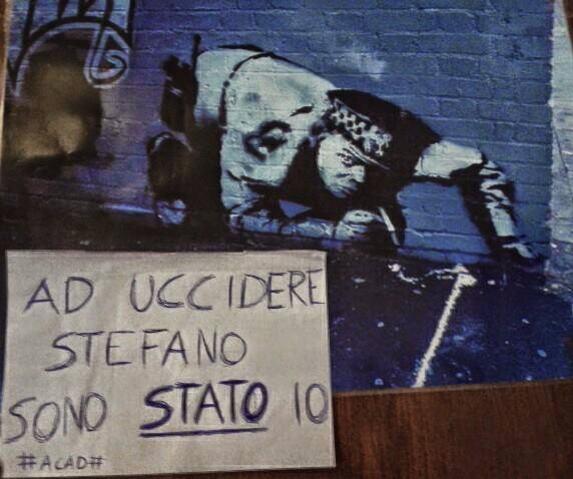 AD UCCIDERE
STEFANO
SONO STATO IO
#ACAD#